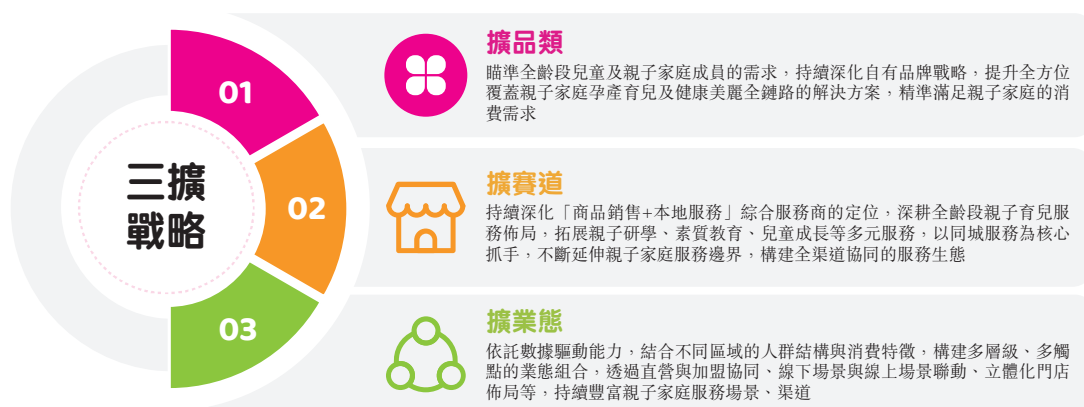 三擴
戰略
01
擴品類
瞄準全齡段兒童及親子家庭成員的需求，持續深化自有品牌戰略，提升全方位
覆蓋親子家庭孕產育兒及健康美麗全鏈路的解決方案，精準滿足親子家庭的消
費需求
02
擴賽道
持續深化「商品銷售+本地服務」綜合服務商的定位，深耕全齡段親子育兒服
務佈局，拓展親子研學、素質教育、兒童成長等多元服務，以同城服務為核心
抓手，不斷延伸親子家庭服務邊界，構建全渠道協同的服務生態
03
擴業態
依託數據驅動能力，結合不同區域的人群結構與消費特徵，構建多層級、多觸
點的業態組合，透過直營與加盟協同、線下場景與線上場景聯動、立體化門店
佈局等，持續豐富親子家庭服務場景、渠道